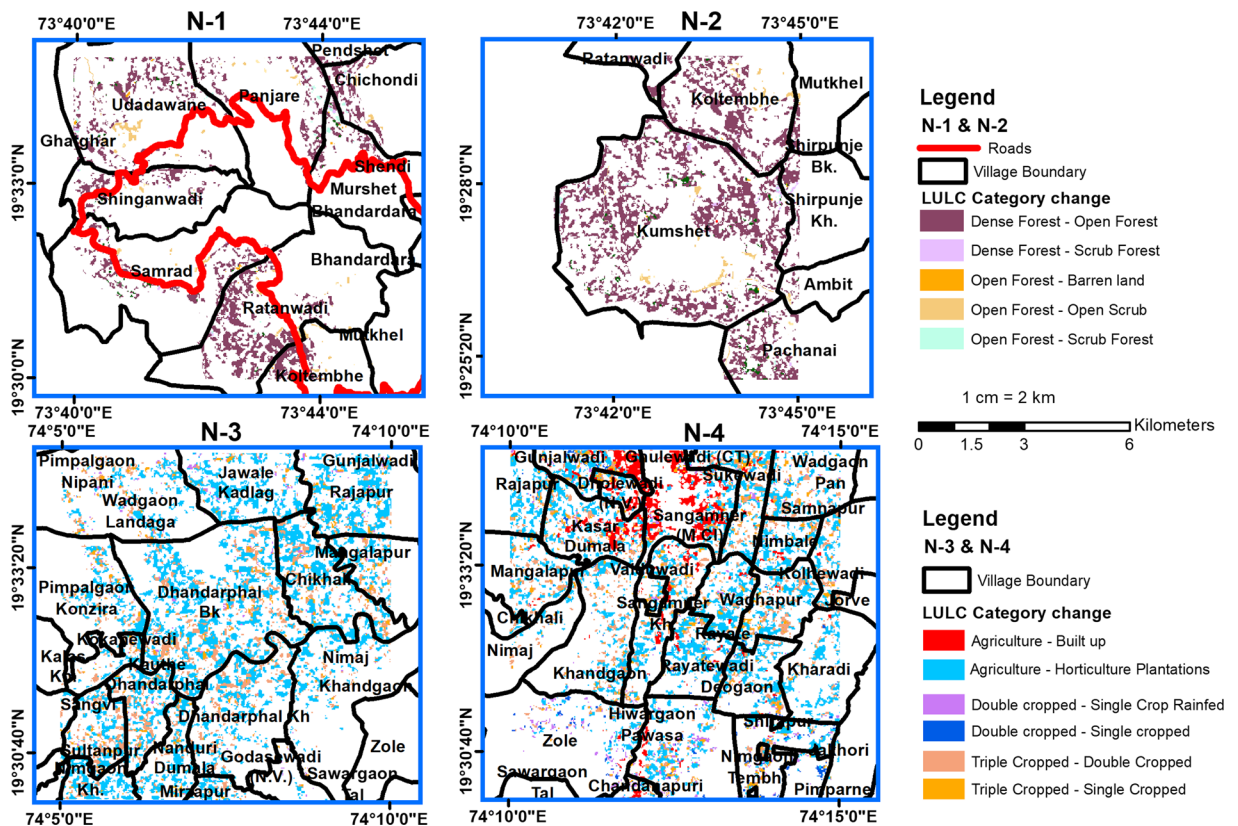 N-1
73°40'0"E
73°44'0"E
19°33'0"N
19°30'0"N
Pendshet
Chichondi
Udadawane
Panjare
Ghatghar
Shendi
Murshet
Shinganwadi
Bhandardara
Bhandardara
Samrad
Ratanwadi
Mutkhel
Koltembhe
73°40'0"E
73°44'0"E
N-2
73°42'0"E
73°45'0"E
19°28'0"N
19°25'20"N
Ratanwadi
Koltembhe
Mutkhel
Shirpunje
Bk.
Shirpunje
Kh.
Kumshet
Ambit
Pachanai
73°42'0"E
73°45'0"E
Legend
N-1 & N-2
Roads
Village Boundary
LULC Category change
Dense Forest - Open Forest
Dense Forest - Scrub Forest
Open Forest - Barren land
Open Forest - Open Scrub
Open Forest - Scrub Forest
1 cm = 2 km
Kilometers
0 1.5 3 6
N-3
74°5'0"E
74°10'0"E
19°33'20"N
19°30'40"N
Pimpalgaon
Nipani
Wadgaon
Landaga
Jawale
Kadlag
Gunjalwadi
Rajapur
Mangalapur
Chikhali
Dhandarphal
Bk
Pimpalgaon
Konzira
Kokanewadi
Kalas
Kh
Kauthe
Dhandarphal
Nimaj
Khandgaon
Sangvi
Dhandarphal Kh
Sultanpur
Nimgaon
Kh.
Nanduri
Dumala
Godasewadi
(N.V.)
Zole
Sawargaon
Tal
Mirzapur
74°5'0"E
74°10'0"E
N-4
74°10'0"E
74°15'0"E
19°33'20"N
19°30'40"N
Gunjalwadi
Gaulewadi (CT)
Wadgaon
Pan
Rajapur
Dholewadi
(N.V.)
Sukewadi
Samnapur
Kasar
Dumala
Sangamner
(M Cl)
Nimbale
Mangalapur
Kolhewadi
Chikhali
Sangamner
Kh
Waghapur
Jorve
Nimaj
Rayate
Khandgaon
Rayatewadi
Kharadi
Deogaon
Hiwargaon
Pawasa
Zole
Nimgaon
Tembhi
Jakhori
Sawargaon
Tal
Chandanapuri
Pimparne
74°10'0"E
74°15'0"E
Legend
N-3 & N-4
Village Boundary
LULC Category change
Agriculture - Built up
Agriculture - Horticulture Plantations
Double cropped - Single Crop Rainfed
Double cropped - Single cropped
Triple Cropped - Double Cropped
Triple Cropped - Single Cropped